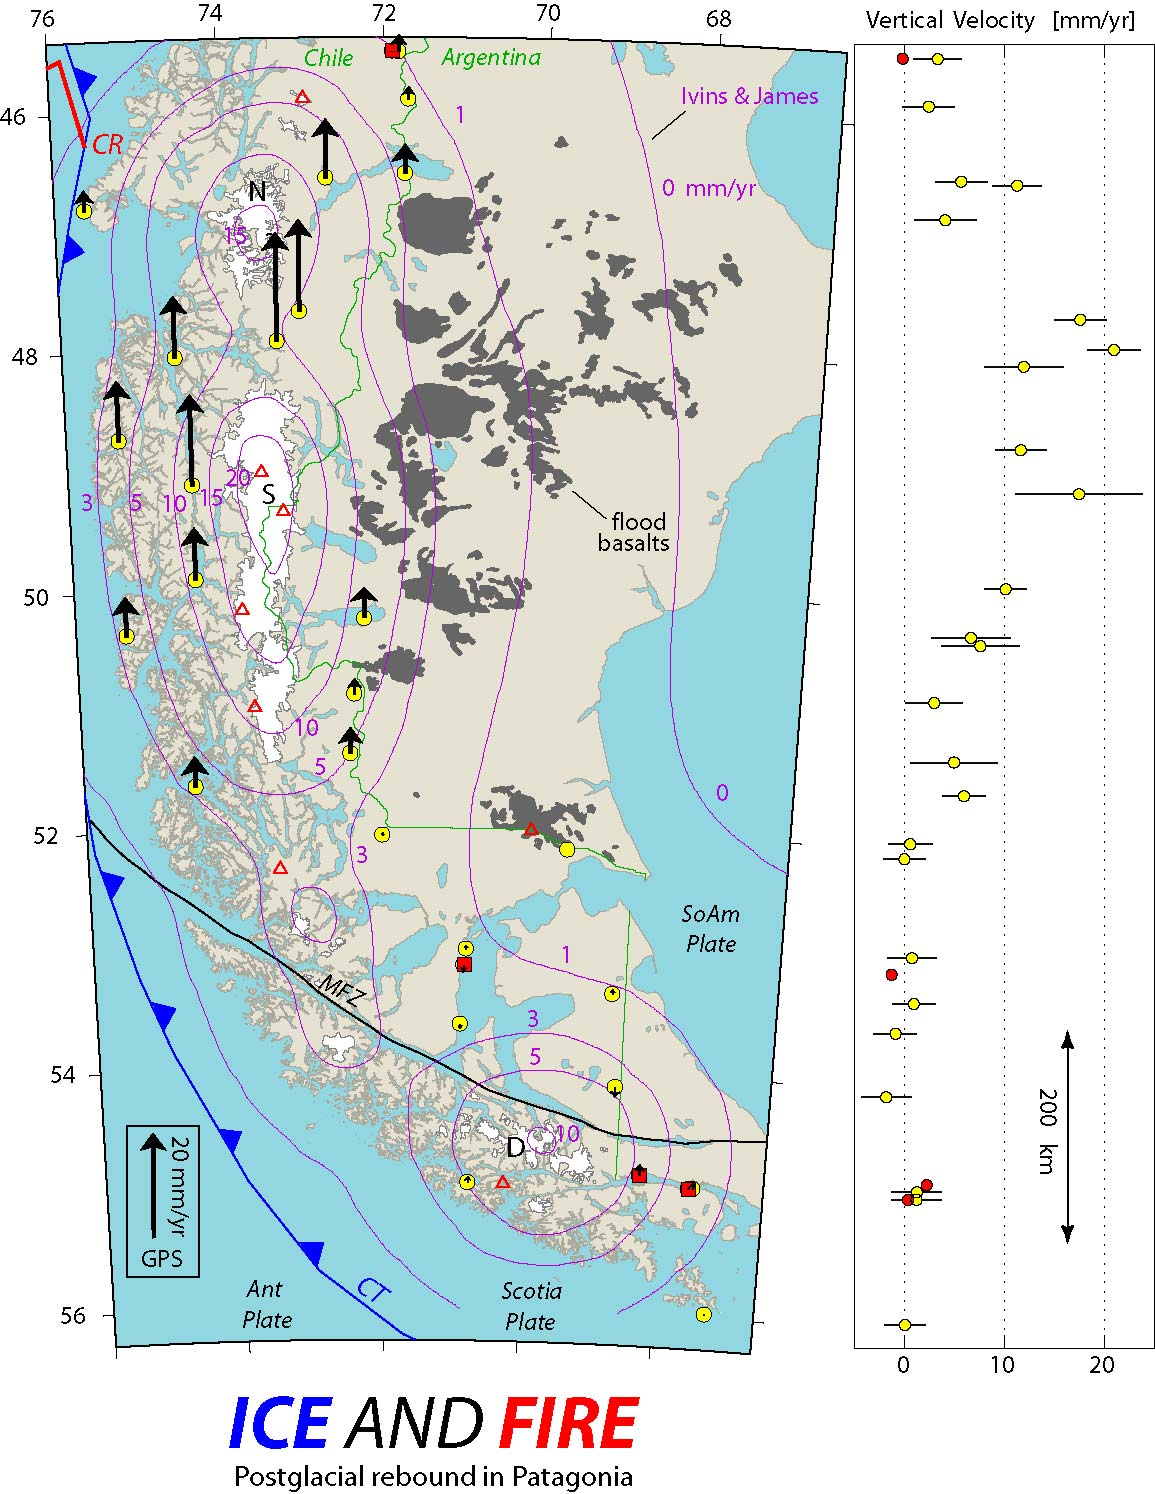 76 74 72 70 68
Vertical Velocity [mm/yr]
Chile Argentina
Ivins & James
1
46
CR
0 mm/yr
N
15
48
20
S
3 5 10 15
flood
basalts
50
10
5
0
52
3
SoAm
Plate
1
MFZ
3
5
54
10
D
20 mm/yr
GPS
200 km
CT
Ant
Plate
Scotia
Plate
56
0 10 20
ICE AND FIRE
Postglacial rebound in Patagonia